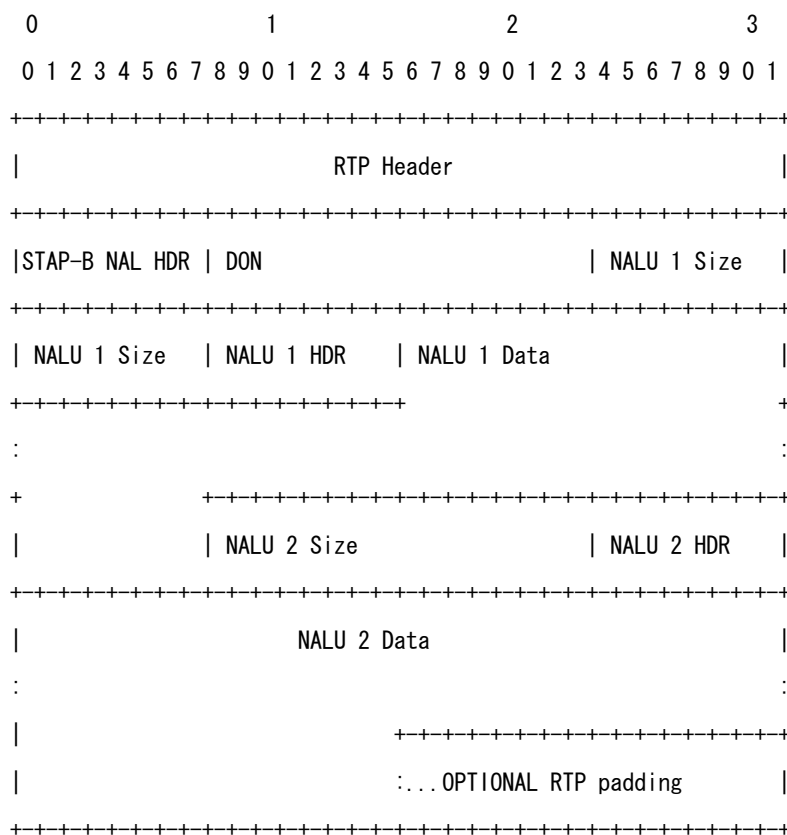 0                   1                   2                   3
 0 1 2 3 4 5 6 7 8 9 0 1 2 3 4 5 6 7 8 9 0 1 2 3 4 5 6 7 8 9 0 1
+-+-+-+-+-+-+-+-+-+-+-+-+-+-+-+-+-+-+-+-+-+-+-+-+-+-+-+-+-+-+-+-+
|                          RTP Header                           |
+-+-+-+-+-+-+-+-+-+-+-+-+-+-+-+-+-+-+-+-+-+-+-+-+-+-+-+-+-+-+-+-+
|STAP-B NAL HDR | DON                           | NALU 1 Size   |
+-+-+-+-+-+-+-+-+-+-+-+-+-+-+-+-+-+-+-+-+-+-+-+-+-+-+-+-+-+-+-+-+
| NALU 1 Size   | NALU 1 HDR    | NALU 1 Data                   |
+-+-+-+-+-+-+-+-+-+-+-+-+-+-+-+-+                               +
:                                                               :
+               +-+-+-+-+-+-+-+-+-+-+-+-+-+-+-+-+-+-+-+-+-+-+-+-+
|               | NALU 2 Size                   | NALU 2 HDR    |
+-+-+-+-+-+-+-+-+-+-+-+-+-+-+-+-+-+-+-+-+-+-+-+-+-+-+-+-+-+-+-+-+
|                       NALU 2 Data                             |
:                                                               :
|                               +-+-+-+-+-+-+-+-+-+-+-+-+-+-+-+-+
|                               :...OPTIONAL RTP padding        |
+-+-+-+-+-+-+-+-+-+-+-+-+-+-+-+-+-+-+-+-+-+-+-+-+-+-+-+-+-+-+-+-+